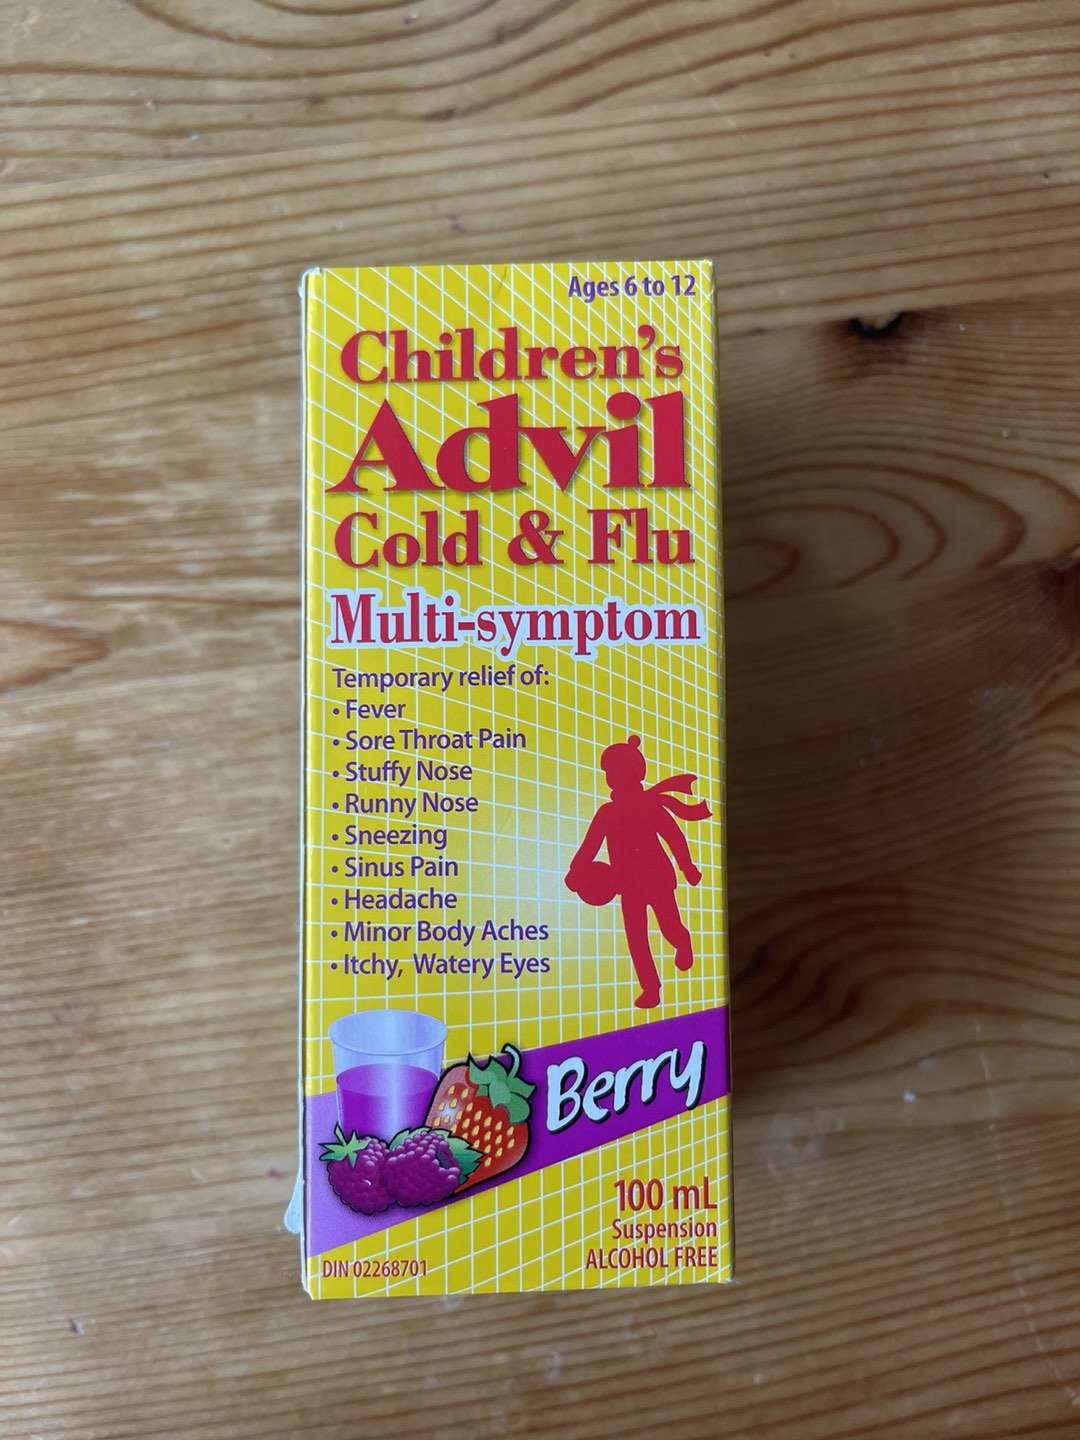 Ages 6 to 12
Children's
Advil
Cold & Flu
Multi-symptom
Temporary relief of:
• Fever
• Sore Throat Pain
• Stuffy Nose
• Runny Nose
• Sneezing
• Sinus Pain
• Headache
• Minor Body Aches
• Itchy, Watery Eyes
Berry
100 mL
Suspension
ALCOHOL FREE
DIN 02268701